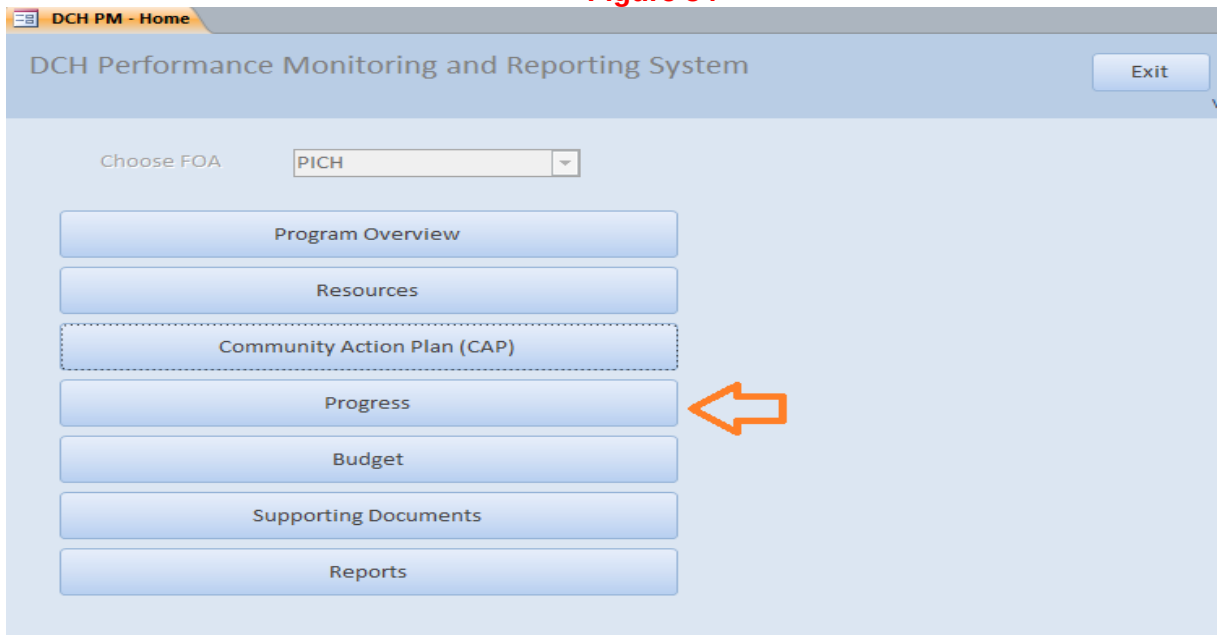 DCH PM - Home
DCH Performance Monitoring and Reporting System
Exit
Choose FOA PICH
Program Overview
Resources
Community Action Plan (CAP)
Progress
Budget
Supporting Documents
Reports